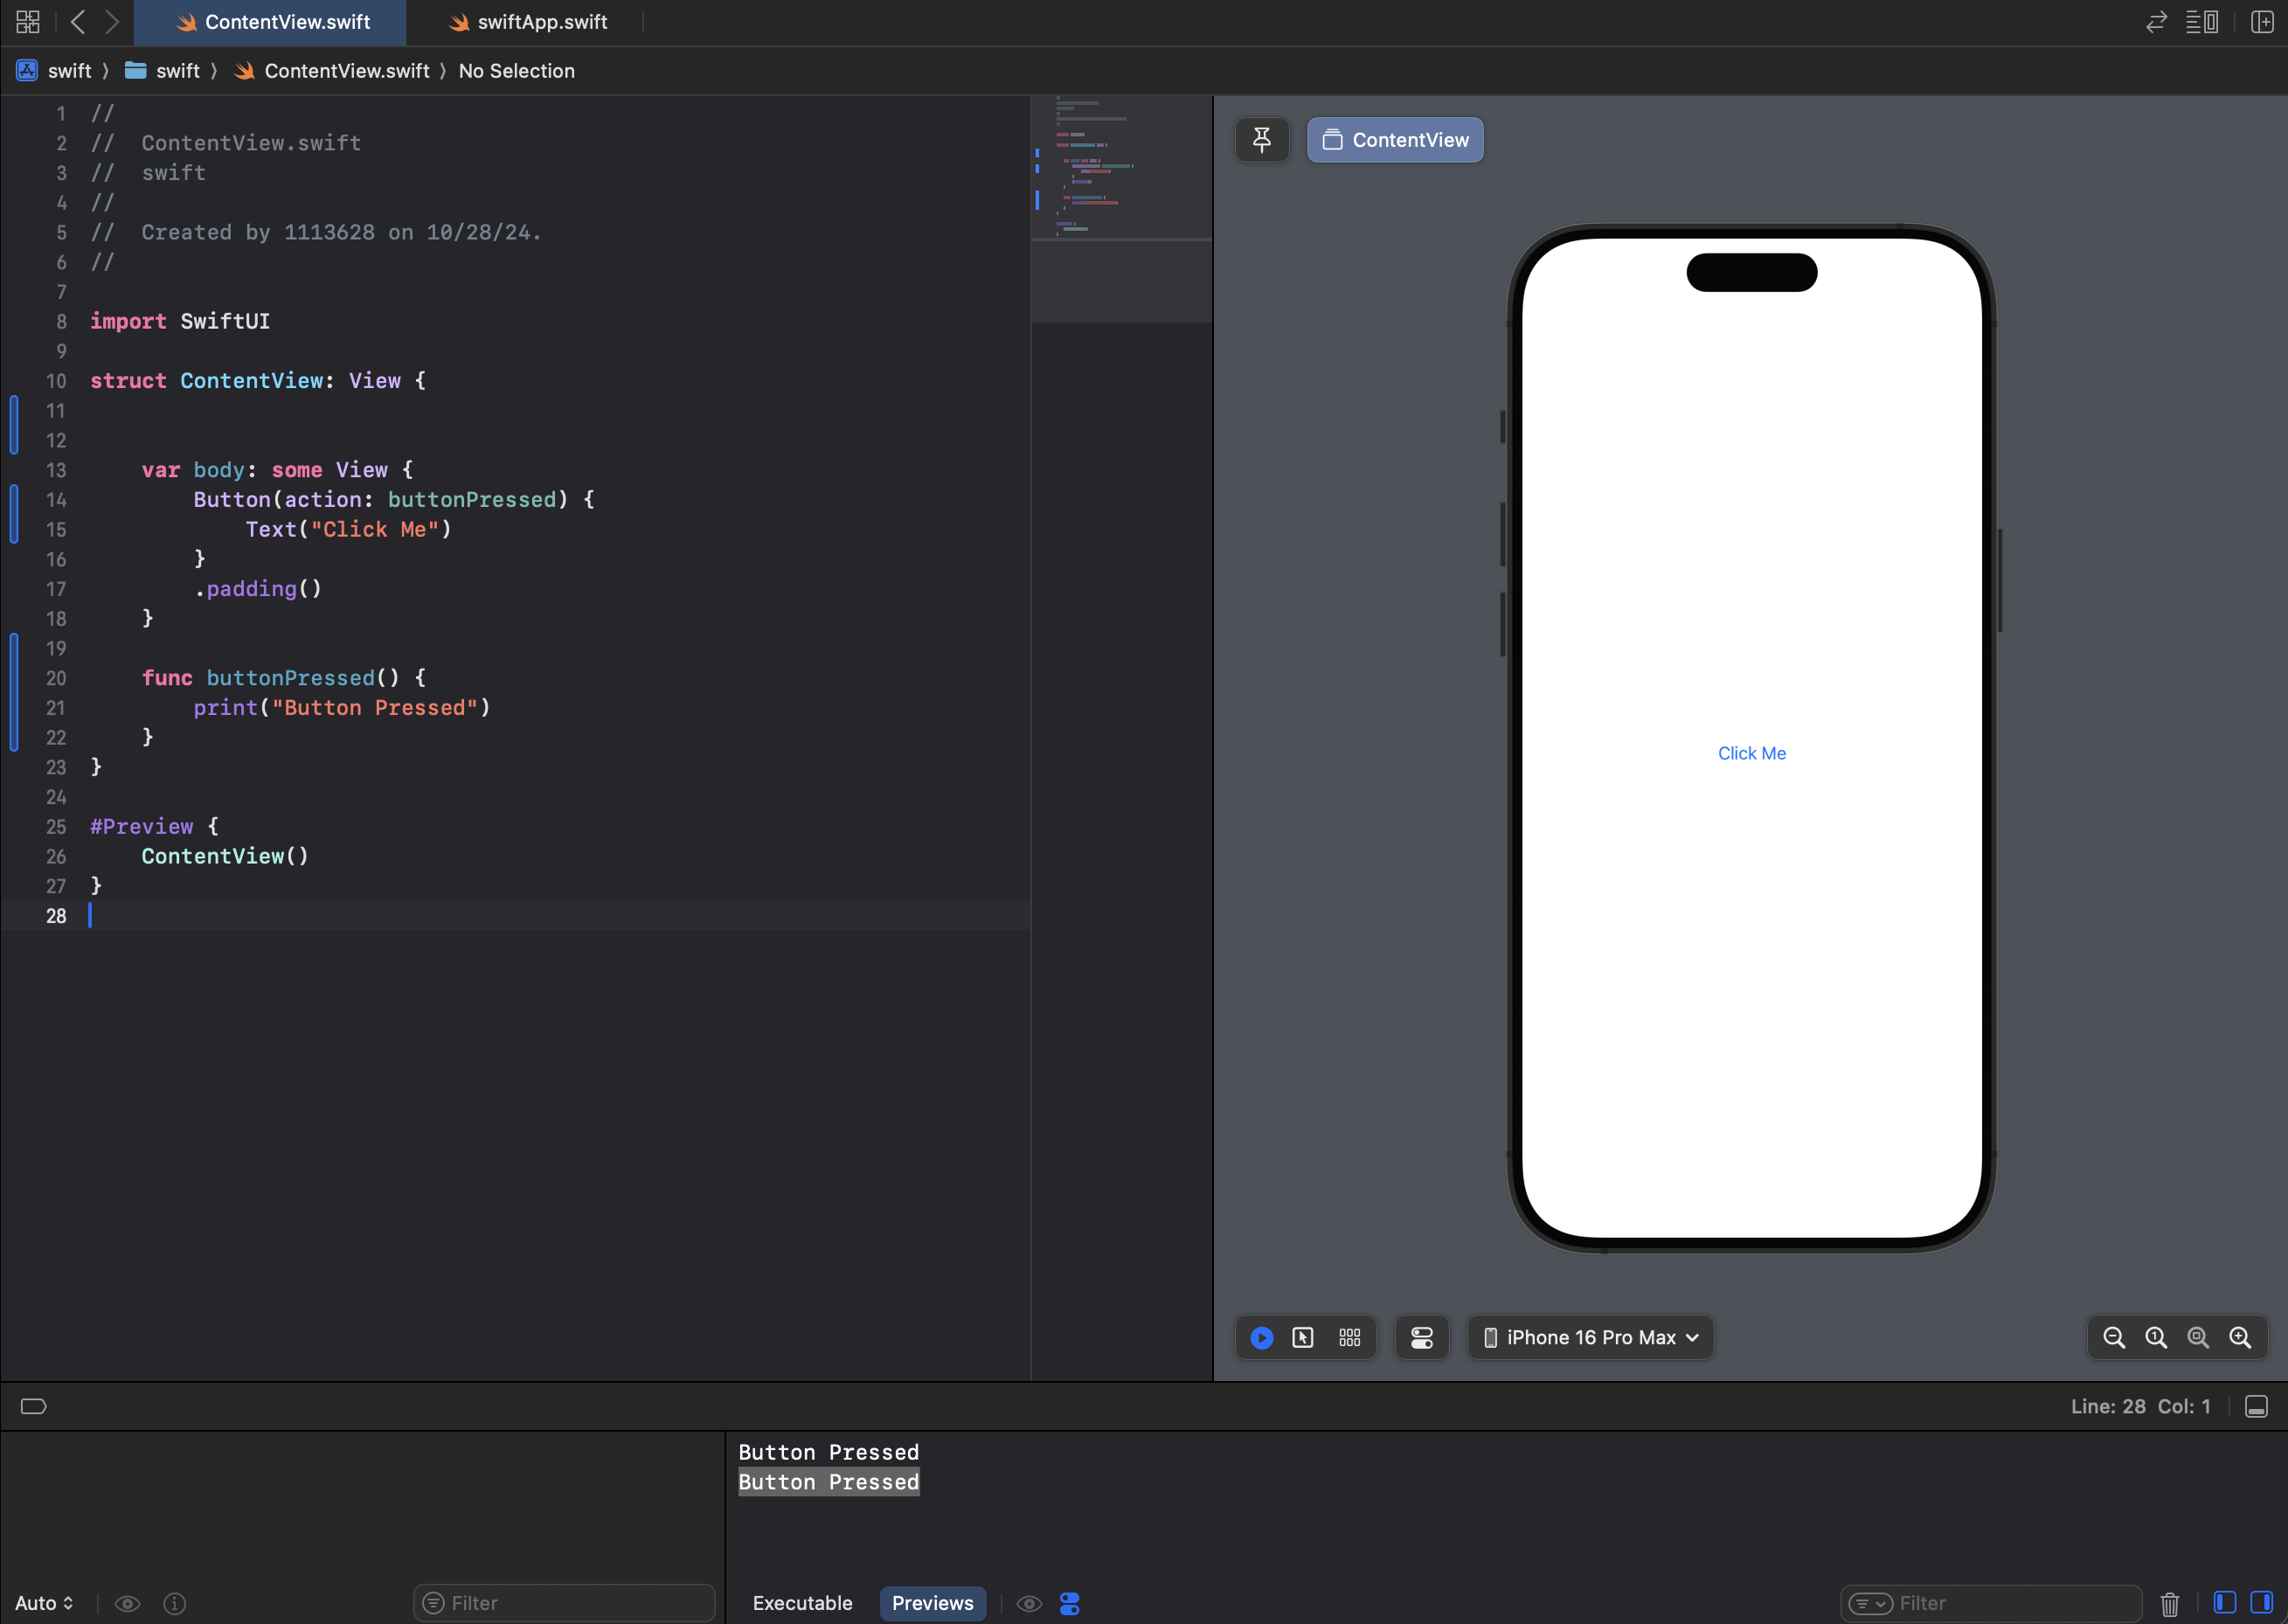 ContentView.swift
swiftApp.swift
swift swift ContentView.swift No Selection
1 //
2 //  ContentView.swift
3 //  swift
4 //
5 //  Created by 1113628 on 10/28/24.
6 //
7
8 import SwiftUI
9
10 struct ContentView: View {
11
12
13     var body: some View {
14         Button(action: buttonPressed) {
15             Text("Click Me")
16         }
17         .padding()
18     }
19
20     func buttonPressed() {
21         print("Button Pressed")
22     }
23 }
24
25 #Preview {
26     ContentView()
27 }
28
ContentView
Click Me
iPhone 16 Pro Max
Line: 28 Col: 1
Button Pressed
Button Pressed
Auto
Filter
Executable
Previews
Filter